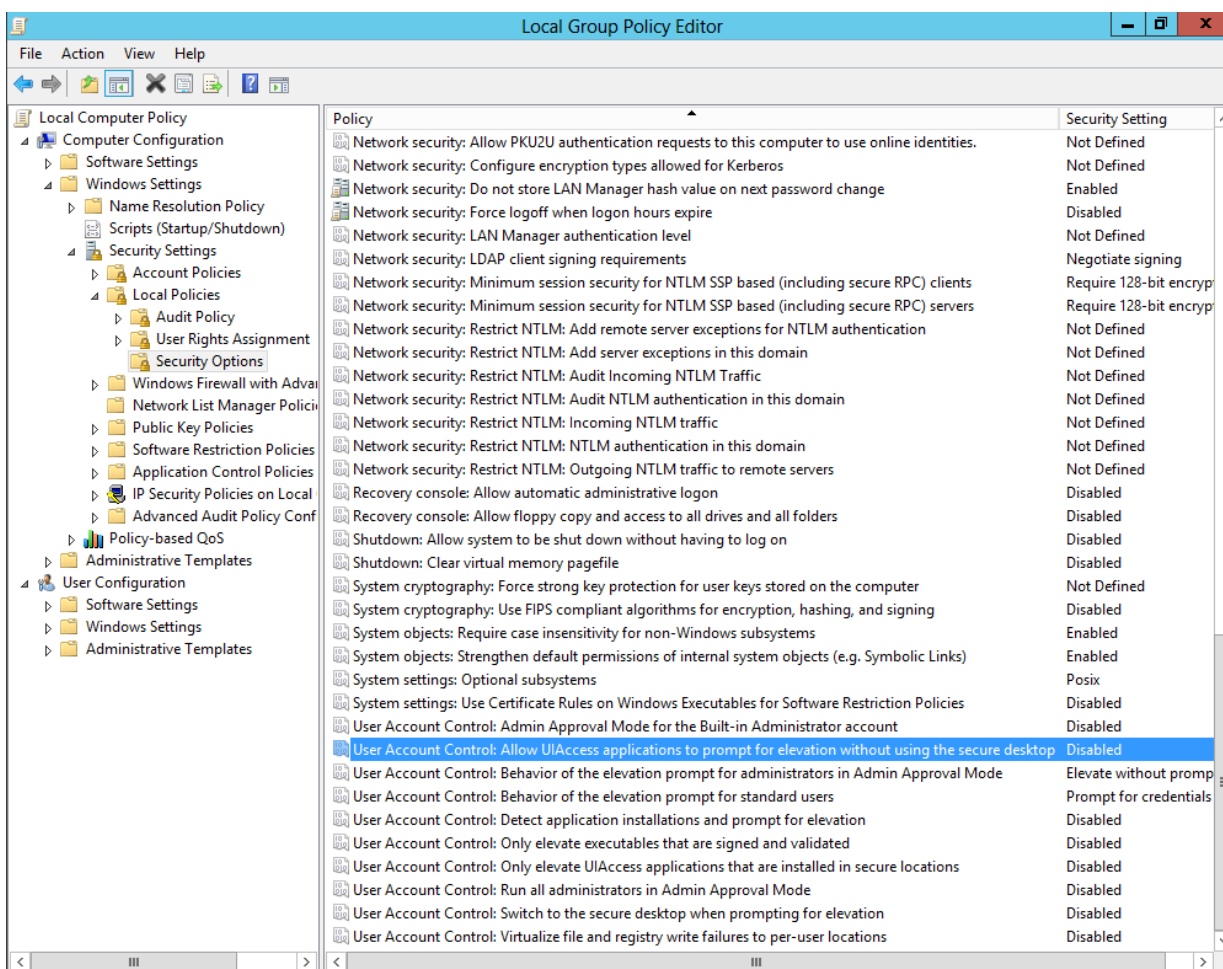 Local Group Policy Editor
File Action View Help
Local Computer Policy
Computer Configuration
Software Settings
Windows Settings
Name Resolution Policy
Scripts (Startup/Shutdown)
Security Settings
Account Policies
Local Policies
Audit Policy
User Rights Assignment
Security Options
Windows Firewall with Advai
Network List Manager Polici
Public Key Policies
Software Restriction Policies
Application Control Policies
IP Security Policies on Local
Advanced Audit Policy Conf
Policy-based QoS
Administrative Templates
User Configuration
Software Settings
Windows Settings
Administrative Templates
Policy Security Setting
Network security: Allow PKU2U authentication requests to this computer to use online identities. Not Defined
Network security: Configure encryption types allowed for Kerberos Not Defined
Network security: Do not store LAN Manager hash value on next password change Enabled
Network security: Force logoff when logon hours expire Disabled
Network security: LAN Manager authentication level Not Defined
Network security: LDAP client signing requirements Negotiate signing
Network security: Minimum session security for NTLM SSP based (including secure RPC) clients Require 128-bit encryp
Network security: Minimum session security for NTLM SSP based (including secure RPC) servers Require 128-bit encryp
Network security: Restrict NTLM: Add remote server exceptions for NTLM authentication Not Defined
Network security: Restrict NTLM: Add server exceptions in this domain Not Defined
Network security: Restrict NTLM: Audit Incoming NTLM Traffic Not Defined
Network security: Restrict NTLM: Audit NTLM authentication in this domain Not Defined
Network security: Restrict NTLM: Incoming NTLM traffic Not Defined
Network security: Restrict NTLM: NTLM authentication in this domain Not Defined
Network security: Restrict NTLM: Outgoing NTLM traffic to remote servers Not Defined
Recovery console: Allow automatic administrative logon Disabled
Recovery console: Allow floppy copy and access to all drives and all folders Disabled
Shutdown: Allow system to be shut down without having to log on Disabled
Shutdown: Clear virtual memory pagefile Disabled
System cryptography: Force strong key protection for user keys stored on the computer Not Defined
System cryptography: Use FIPS compliant algorithms for encryption, hashing, and signing Disabled
System objects: Require case insensitivity for non-Windows subsystems Enabled
System objects: Strengthen default permissions of internal system objects (e.g. Symbolic Links) Enabled
System settings: Optional subsystems Posix
System settings: Use Certificate Rules on Windows Executables for Software Restriction Policies Disabled
User Account Control: Admin Approval Mode for the Built-in Administrator account Disabled
User Account Control: Allow UIAccess applications to prompt for elevation without using the secure desktop Disabled
User Account Control: Behavior of the elevation prompt for administrators in Admin Approval Mode Elevate without promp
User Account Control: Behavior of the elevation prompt for standard users Prompt for credentials
User Account Control: Detect application installations and prompt for elevation Disabled
User Account Control: Only elevate executables that are signed and validated Disabled
User Account Control: Only elevate UIAccess applications that are installed in secure locations Disabled
User Account Control: Run all administrators in Admin Approval Mode Disabled
User Account Control: Switch to the secure desktop when prompting for elevation Disabled
User Account Control: Virtualize file and registry write failures to per-user locations Disabled